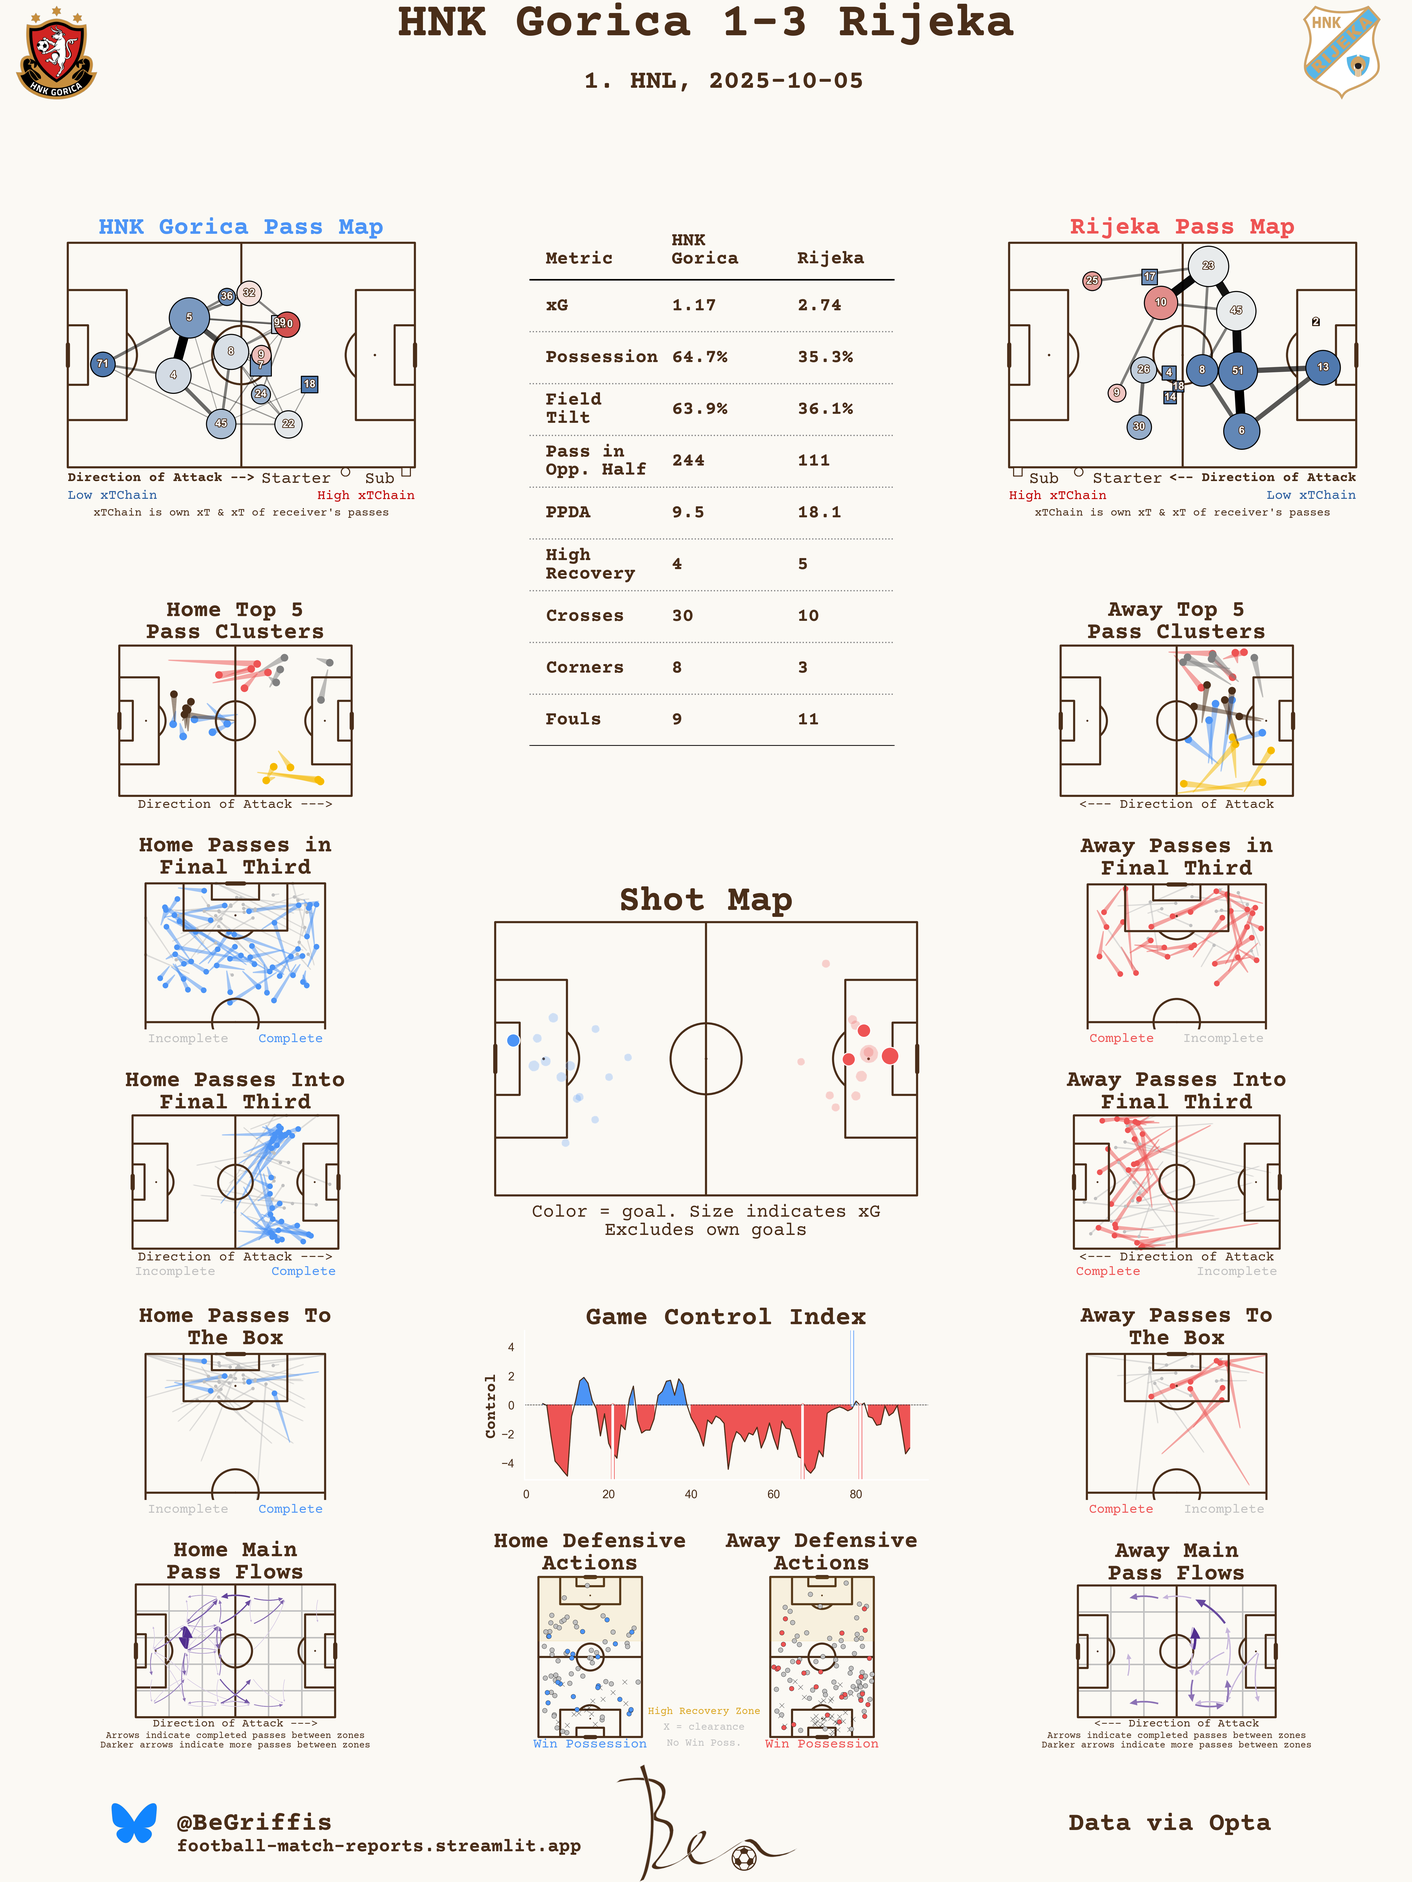 HNK Gorica 1-3 Rijeka
1. HNL, 2025-10-05
HNK GORICA
HNK
RIJEKA
HNK Gorica Pass Map
36
32
5
99
10
8
9
7
71
4
18
24
45
22
Direction of Attack --> Starter Sub
Low xTChain High xTChain
xTChain is own xT & xT of receiver's passes
Metric HNK Gorica Rijeka
xG 1.17 2.74
Possession 64.7% 35.3%
Field Tilt 63.9% 36.1%
Pass in Opp. Half 244 111
PPDA 9.5 18.1
High Recovery 4 5
Crosses 30 10
Corners 8 3
Fouls 9 11
Rijeka Pass Map
23
25
17
10
45
2
26
4
8
51
13
18
9
14
30
6
Sub Starter <-- Direction of Attack
High xTChain Low xTChain
xTChain is own xT & xT of receiver's passes
Home Top 5
Pass Clusters
Direction of Attack --->
Away Top 5
Pass Clusters
<--- Direction of Attack
Home Passes in
Final Third
Incomplete Complete
Away Passes in
Final Third
Complete Incomplete
Shot Map
Color = goal. Size indicates xG
Excludes own goals
Home Passes Into
Final Third
Direction of Attack --->
Incomplete Complete
Away Passes Into
Final Third
<--- Direction of Attack
Complete Incomplete
Home Passes To
The Box
Incomplete Complete
Game Control Index
Control
4
2
0
−2
−4
0 20 40 60 80
Away Passes To
The Box
Complete Incomplete
Home Main
Pass Flows
Direction of Attack --->
Arrows indicate completed passes between zones
Darker arrows indicate more passes between zones
Home Defensive
Actions
Win Possession
Away Defensive
Actions
Win Possession
High Recovery Zone
X = clearance
No Win Poss.
Away Main
Pass Flows
<--- Direction of Attack
Arrows indicate completed passes between zones
Darker arrows indicate more passes between zones
@BeGriffis
football-match-reports.streamlit.app
Ben
Data via Opta